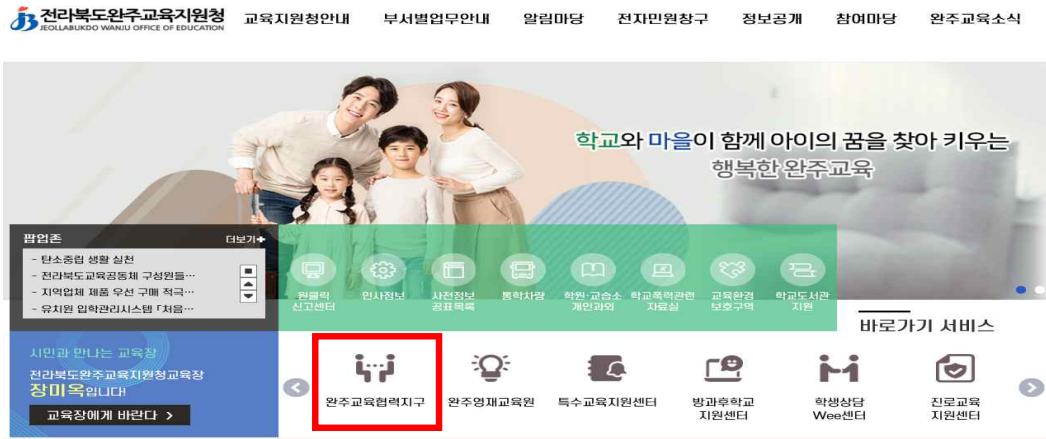 전라북도완주교육지원청
JEOLLABUKDO WANJU OFFICE OF EDUCATION
교육지원청안내 부서별업무안내 알림마당 전자민원창구 정보공개 참여마당 완주교육소식
학교와 마을이 함께 아이의 꿈을 찾아 키우는
행복한 완주교육
팝업존 더보기+
- 탄소중립 생활 실천
- 전라북도교육공동체 구성원들…
- 지역업체 제품 우선 구매 적극…
- 유치원 입학관리시스템 「처음…
원클릭
신고센터
인사정보
사전정보
공표목록
통학차량
학원·교습소
개인과외
학교폭력관련
자료실
교육환경
보호구역
학교도서관
지원
바로가기 서비스
시민과 만나는 교육장
전라북도완주교육지원청교육장
장미옥입니다!
교육장에게 바란다 >
완주교육협력지구
완주영재교육원
특수교육지원센터
방과후학교
지원센터
학생상담
Wee센터
진로교육
지원센터